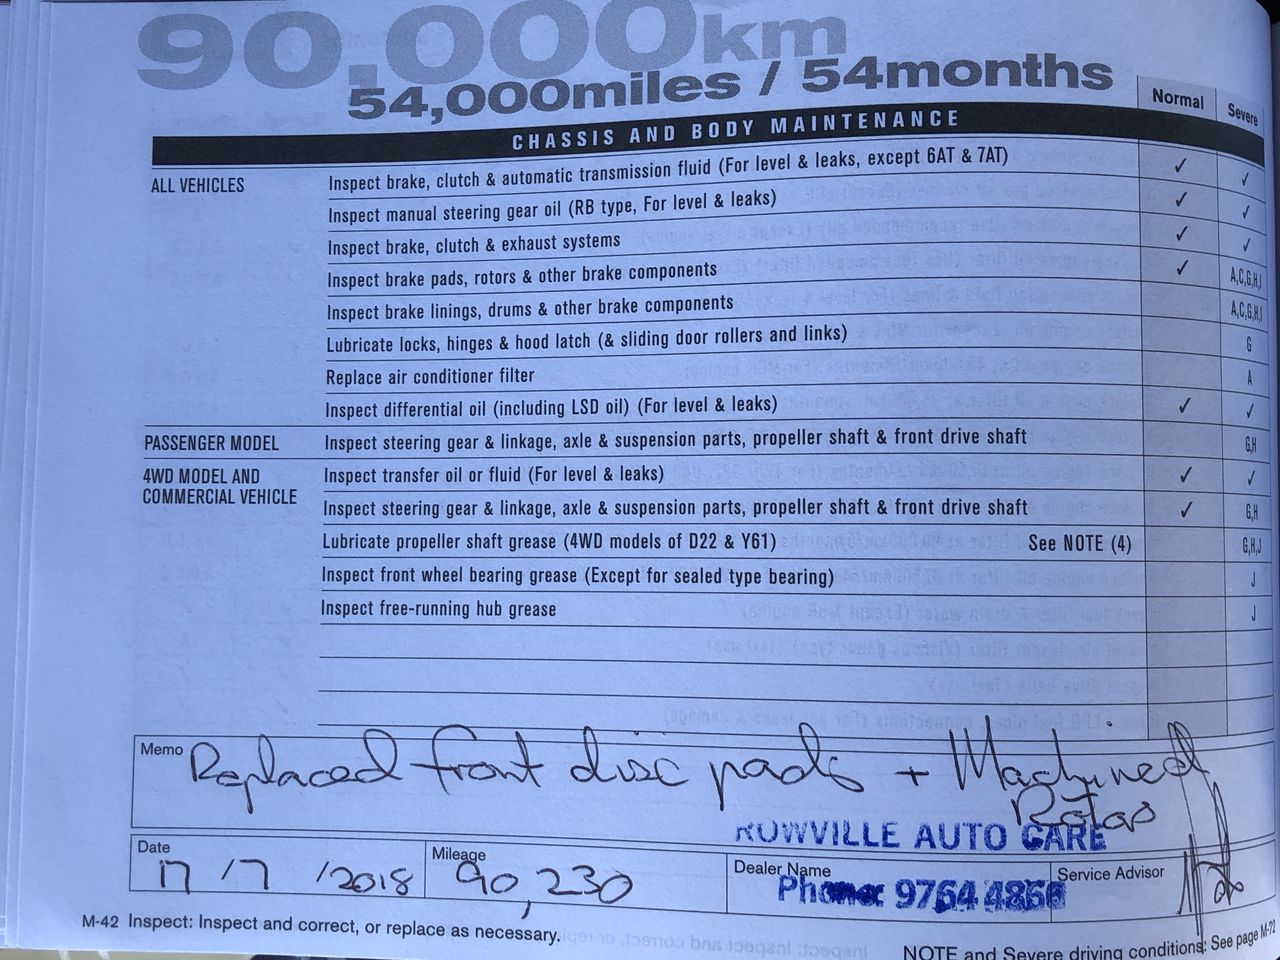 90,000km
54,000miles / 54months
Normal Severe
CHASSIS AND BODY MAINTENANCE
ALL VEHICLES Inspect brake, clutch & automatic transmission fluid (For level & leaks, except 6AT & 7AT) ✓ ✓
Inspect manual steering gear oil (RB type, For level & leaks) ✓ ✓
Inspect brake, clutch & exhaust systems ✓ ✓
Inspect brake pads, rotors & other brake components ✓ A,C,G,H,I
Inspect brake linings, drums & other brake components A,C,G,H,I
Lubricate locks, hinges & hood latch (& sliding door rollers and links) G
Replace air conditioner filter A
Inspect differential oil (including LSD oil) (For level & leaks) ✓ ✓
PASSENGER MODEL Inspect steering gear & linkage, axle & suspension parts, propeller shaft & front drive shaft G,H
4WD MODEL AND Inspect transfer oil or fluid (For level & leaks) ✓ ✓
COMMERCIAL VEHICLE Inspect steering gear & linkage, axle & suspension parts, propeller shaft & front drive shaft ✓ G,H
Lubricate propeller shaft grease (4WD models of D22 & Y61) See NOTE (4) G,H,J
Inspect front wheel bearing grease (Except for sealed type bearing) J
Inspect free-running hub grease J
Memo Replaced front disc pads + Machined
Rotas
ROWVILLE AUTO CARE
Date Mileage Dealer Name Service Advisor
17/7/2018 90,230 Phone: 9764
M-42 Inspect: Inspect and correct, or replace as necessary.
NOTE and Severe driving conditions: See page M-72